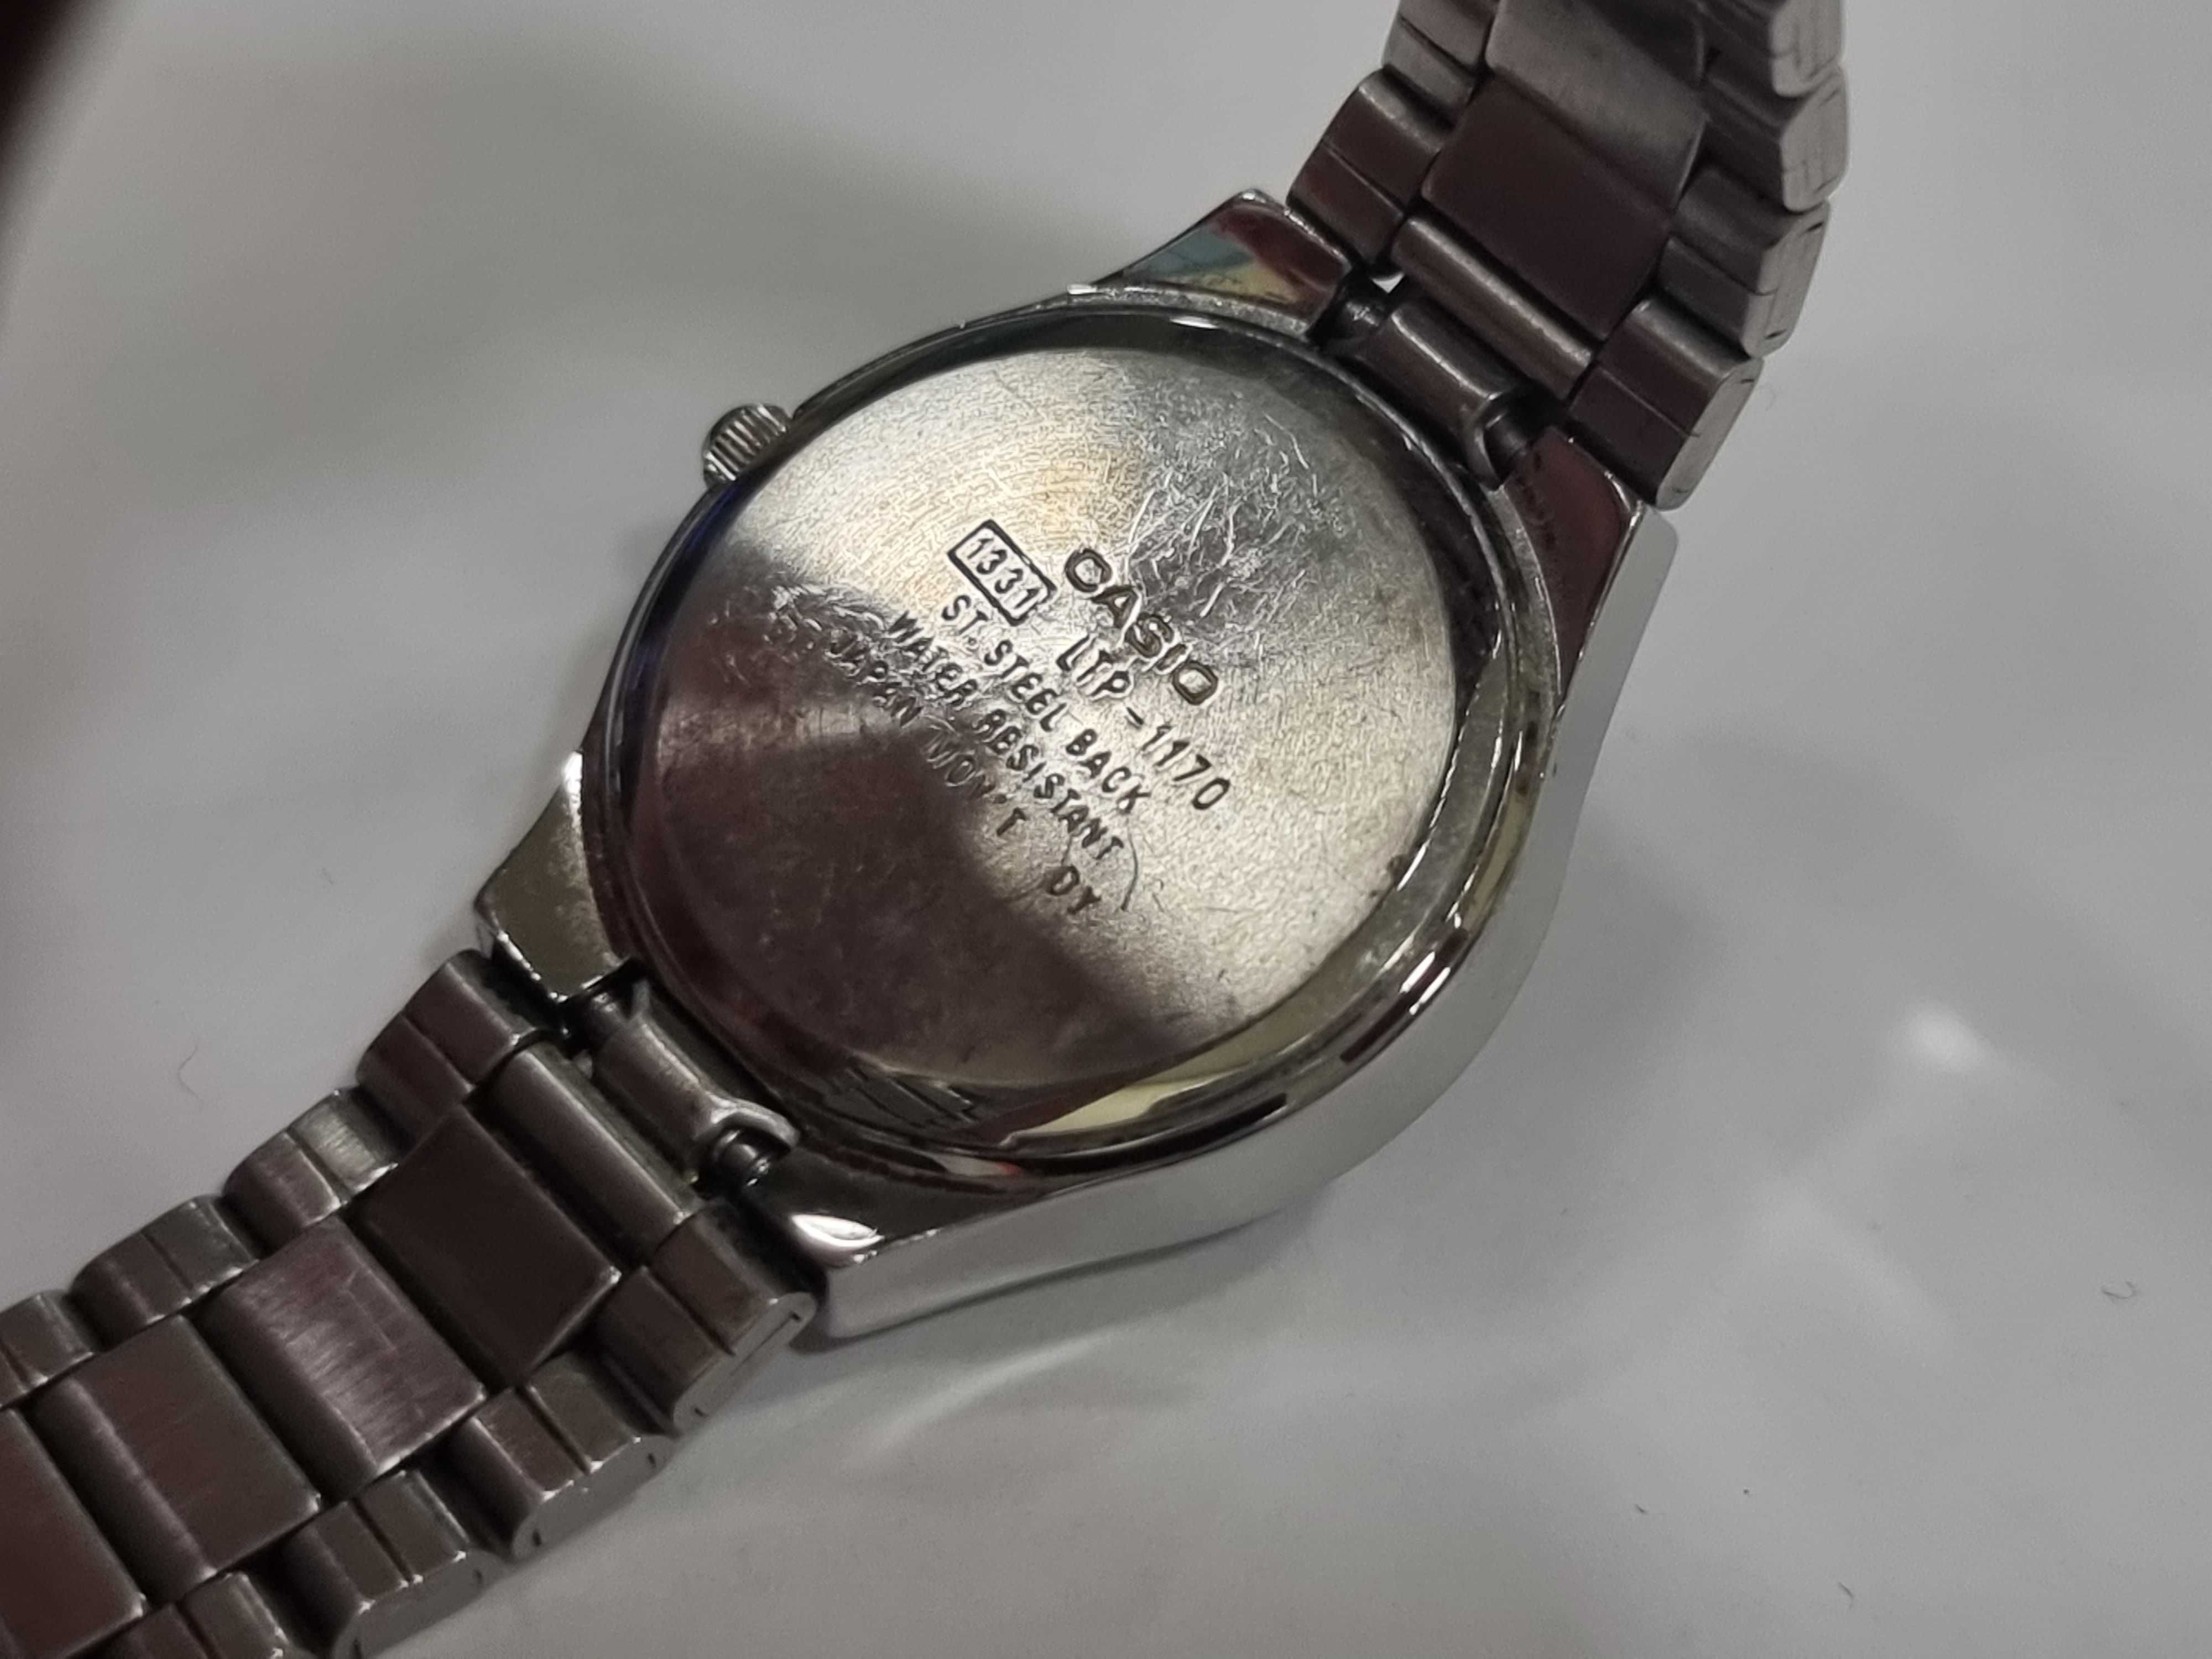 CASIO
1331 LTP-1170
ST. STEEL BACK
WATER RESISTANT
JAPAN MOV'T DY